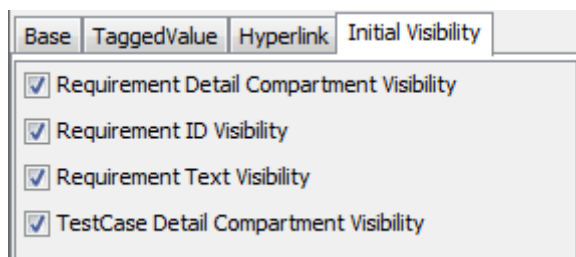 Base TaggedValue Hyperlink Initial Visibility
Requirement Detail Compartment Visibility
Requirement ID Visibility
Requirement Text Visibility
TestCase Detail Compartment Visibility